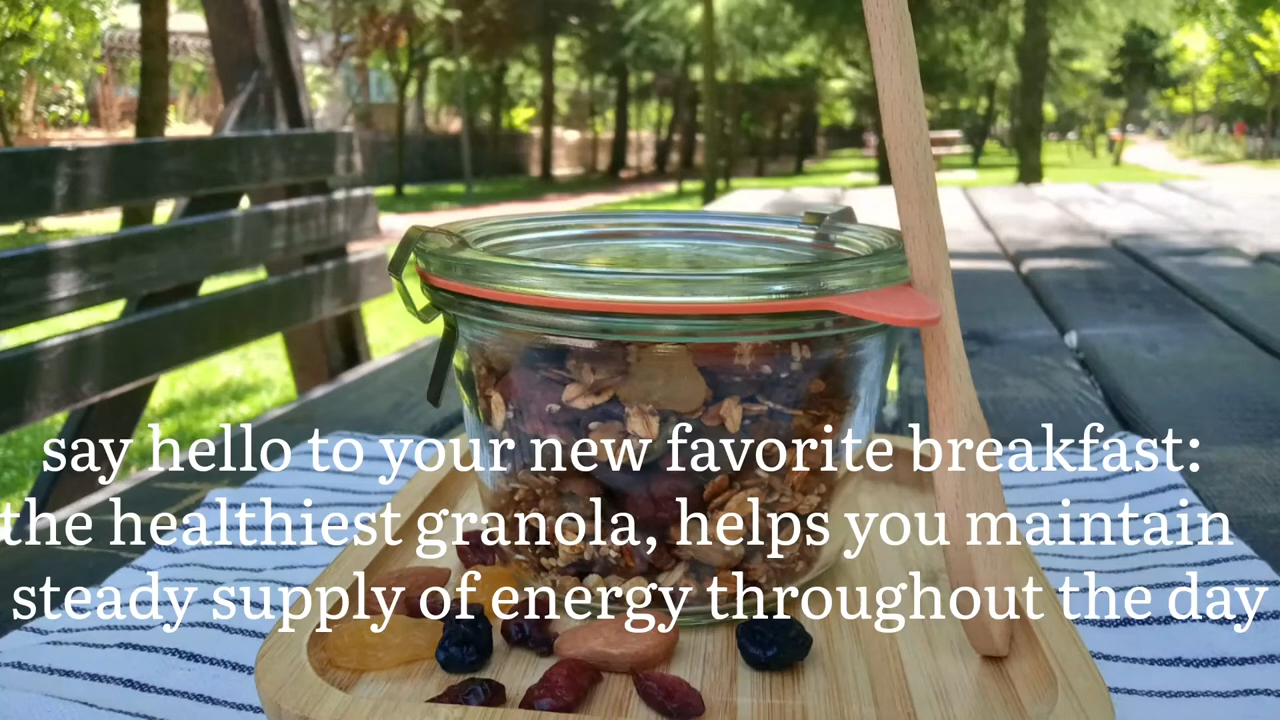 say hello to your new favorite breakfast:
the healthiest granola, helps you maintain
steady supply of energy throughout the day